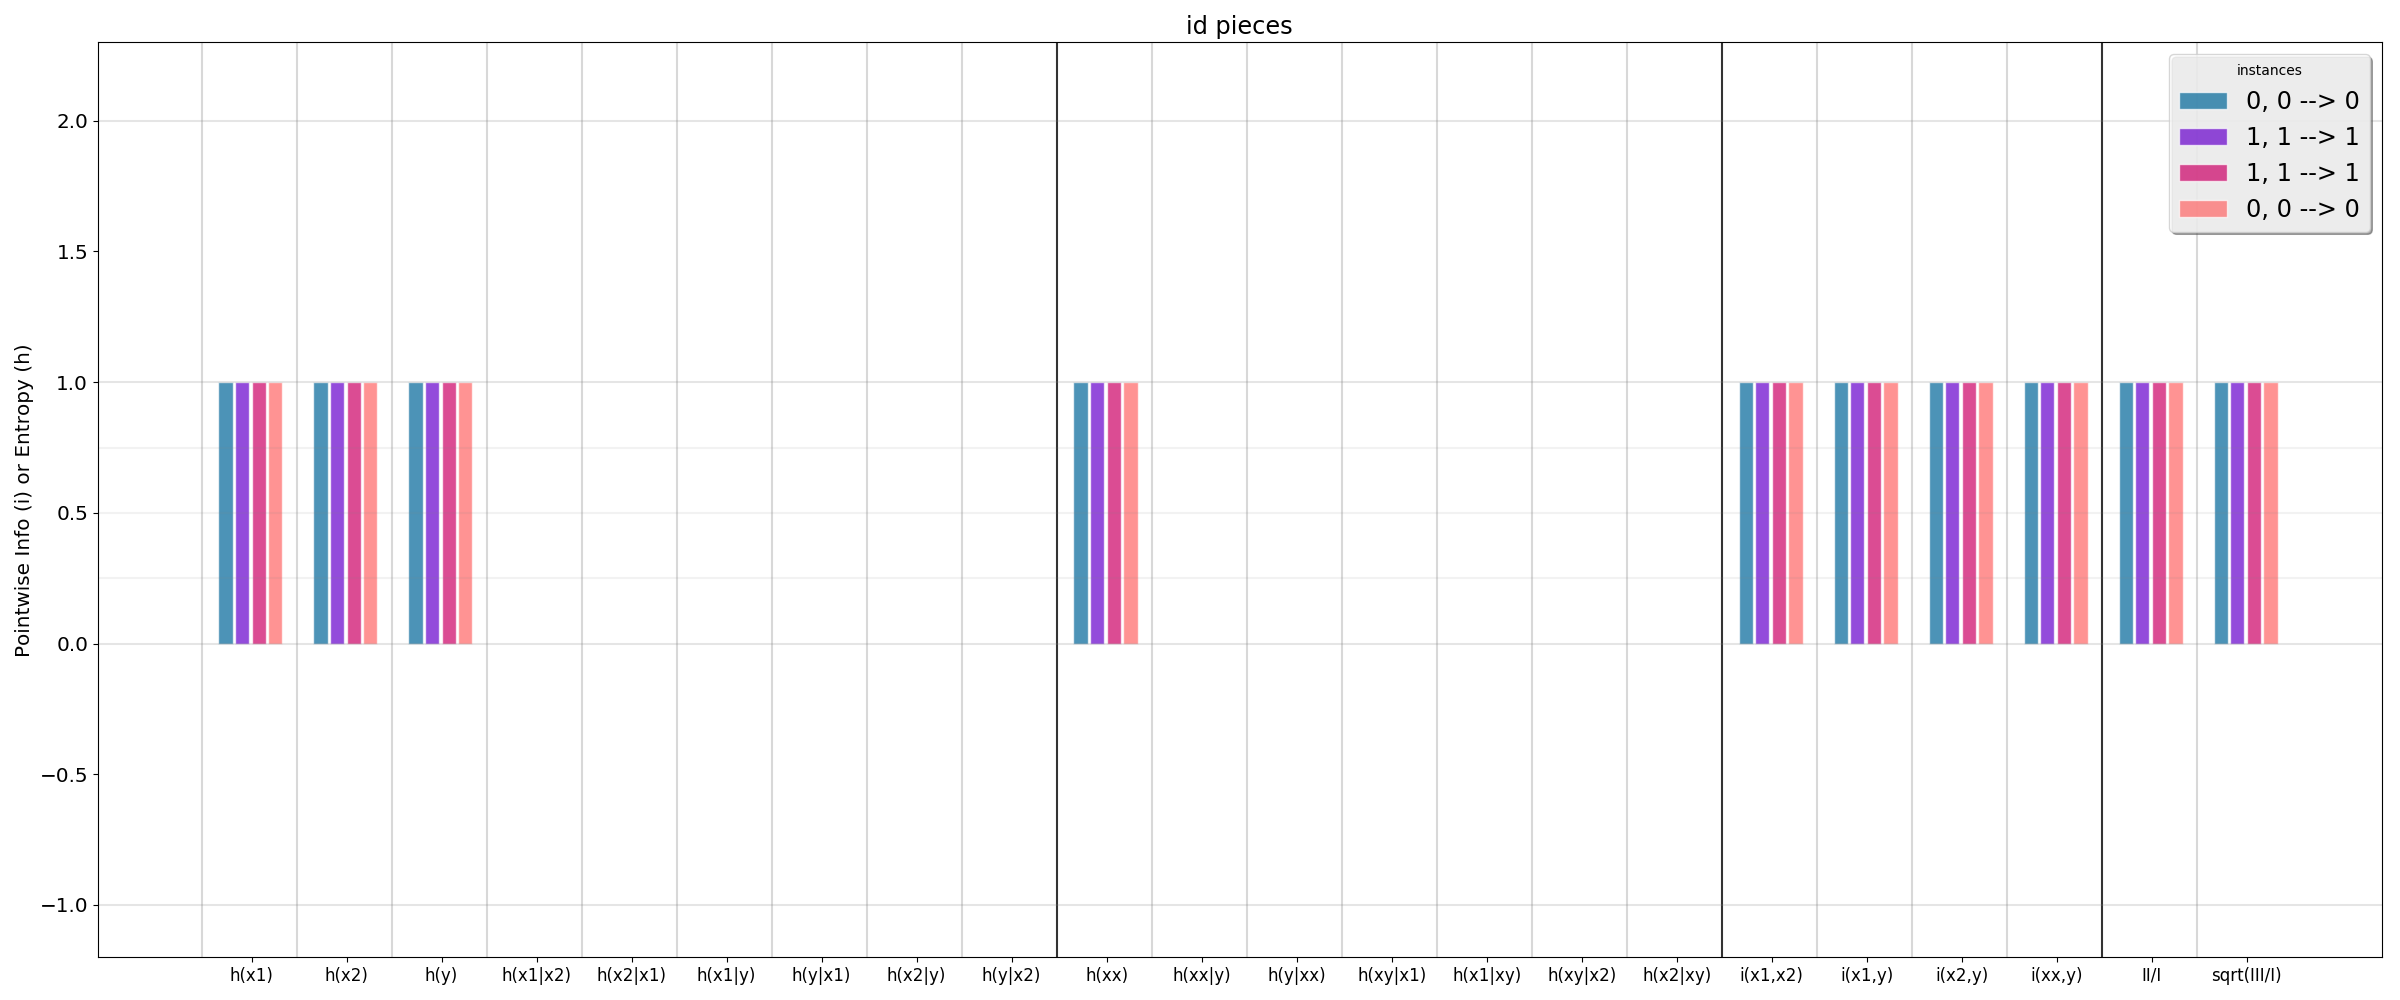 id pieces
instances
0, 0 --> 0
1, 1 --> 1
1, 1 --> 1
0, 0 --> 0
Pointwise Info (i) or Entropy (h)
2.0
1.5
1.0
0.5
0.0
−0.5
−1.0
h(x1) h(x2) h(y) h(x1|x2) h(x2|x1) h(x1|y) h(y|x1) h(x2|y) h(y|x2) h(xx) h(xx|y) h(y|xx) h(xy|x1) h(x1|xy) h(xy|x2) h(x2|xy) i(x1,x2) i(x1,y) i(x2,y) i(xx,y) II/I sqrt(III/I)